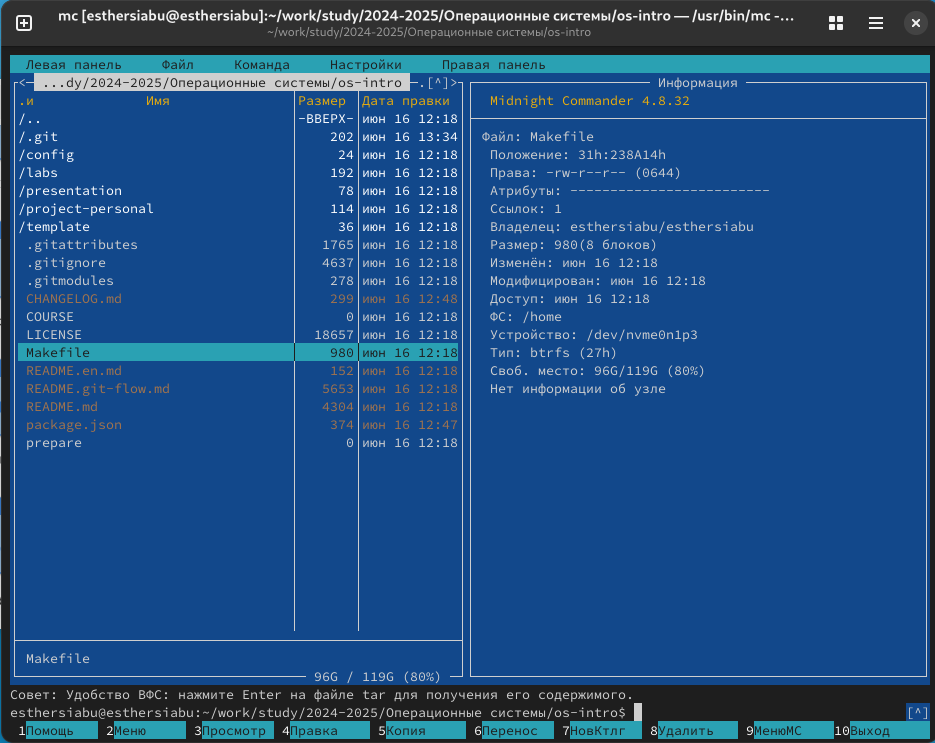 mc [esthersiabu@esthersiabu]:~/work/study/2024-2025/Операционные системы/os-intro — /usr/bin/mc -...
~/work/study/2024-2025/Операционные системы/os-intro
Левая панель Файл Команда Настройки Правая панель
<─ ...dy/2024-2025/Операционные системы/os-intro ─.[^]>
.и Имя Размер Дата правки
/.. -ВВЕРХ- июн 16 12:18
/.git 202 июн 16 13:34
/config 24 июн 16 12:18
/labs 192 июн 16 12:18
/presentation 78 июн 16 12:18
/project-personal 114 июн 16 12:18
/template 36 июн 16 12:18
.gitattributes 1765 июн 16 12:18
.gitignore 4637 июн 16 12:18
.gitmodules 278 июн 16 12:18
CHANGELOG.md 299 июн 16 12:48
COURSE 0 июн 16 12:18
LICENSE 18657 июн 16 12:18
Makefile 980 июн 16 12:18
README.en.md 152 июн 16 12:18
README.git-flow.md 5653 июн 16 12:18
README.md 4304 июн 16 12:18
package.json 374 июн 16 12:47
prepare 0 июн 16 12:18
Makefile
96G / 119G (80%)
Информация
Midnight Commander 4.8.32
Файл: Makefile
Положение: 31h:238A14h
Права: -rw-r--r-- (0644)
Атрибуты: -------------------------
Ссылок: 1
Владелец: esthersiabu/esthersiabu
Размер: 980(8 блоков)
Изменён: июн 16 12:18
Модифицирован: июн 16 12:18
Доступ: июн 16 12:18
ФС: /home
Устройство: /dev/nvme0n1p3
Тип: btrfs (27h)
Своб. место: 96G/119G (80%)
Нет информации об узле
Совет: Удобство ВФС: нажмите Enter на файле tar для получения его содержимого.
esthersiabu@esthersiabu:~/work/study/2024-2025/Операционные системы/os-intro$ [^]
1Помощь 2Меню 3Просмотр 4Правка 5Копия 6Перенос 7НовКтлг 8Удалить 9МенюМС 10Выход